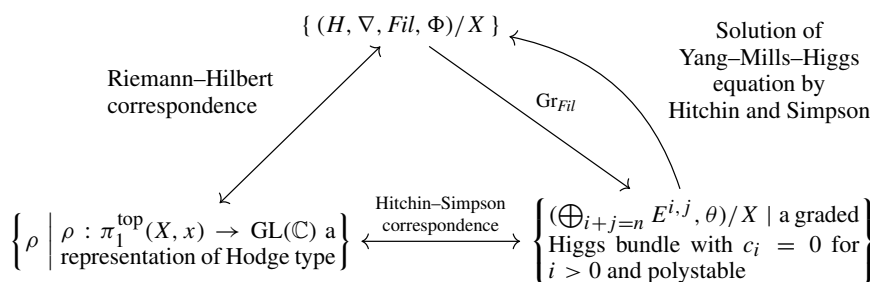 { (H, ∇, Fil, Φ)/X }
Solution of
Yang–Mills–Higgs
equation by
Hitchin and Simpson
Riemann–Hilbert
correspondence
Gr_Fil
{ρ | ρ : π₁^top(X, x) → GL(ℂ) a
representation of Hodge type}
Hitchin–Simpson
correspondence
{(⊕_{i+j=n} E^{i,j}, θ)/X | a graded
Higgs bundle with c_i = 0 for
i > 0 and polystable}